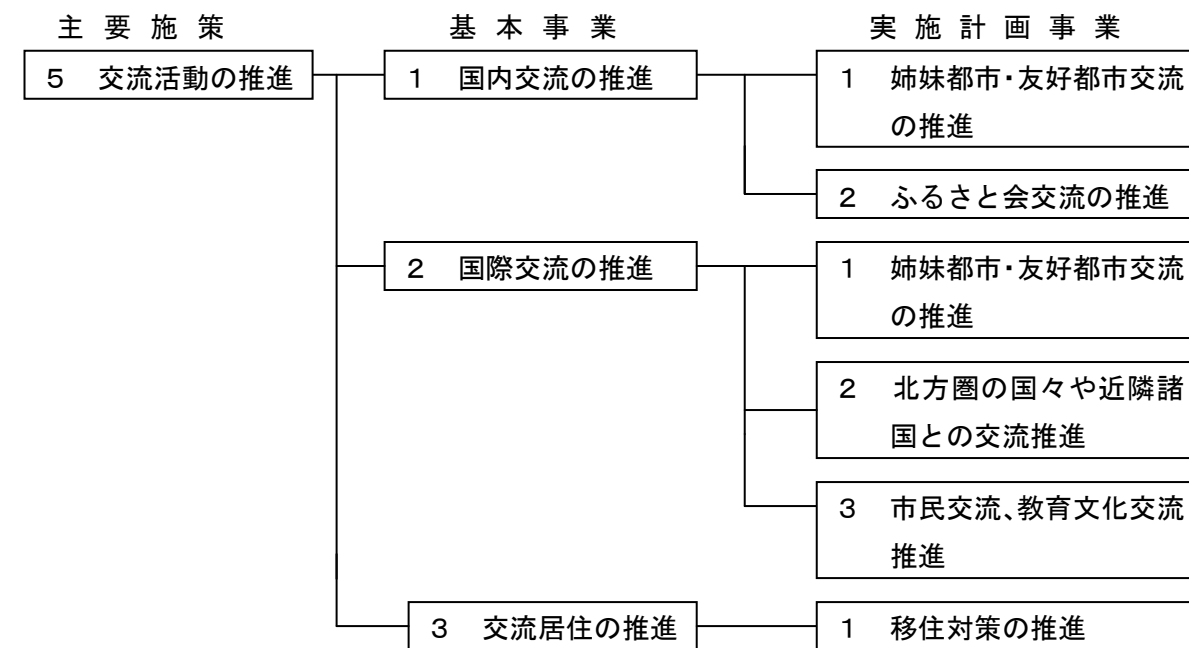 主要施策 基本事業 実施計画事業
5 交流活動の推進
1 国内交流の推進
1 姉妹都市・友好都市交流
の推進
2 ふるさと会交流の推進
2 国際交流の推進
1 姉妹都市・友好都市交流
の推進
2 北方圏の国々や近隣諸
国との交流推進
3 市民交流、教育文化交流
推進
3 交流居住の推進
1 移住対策の推進